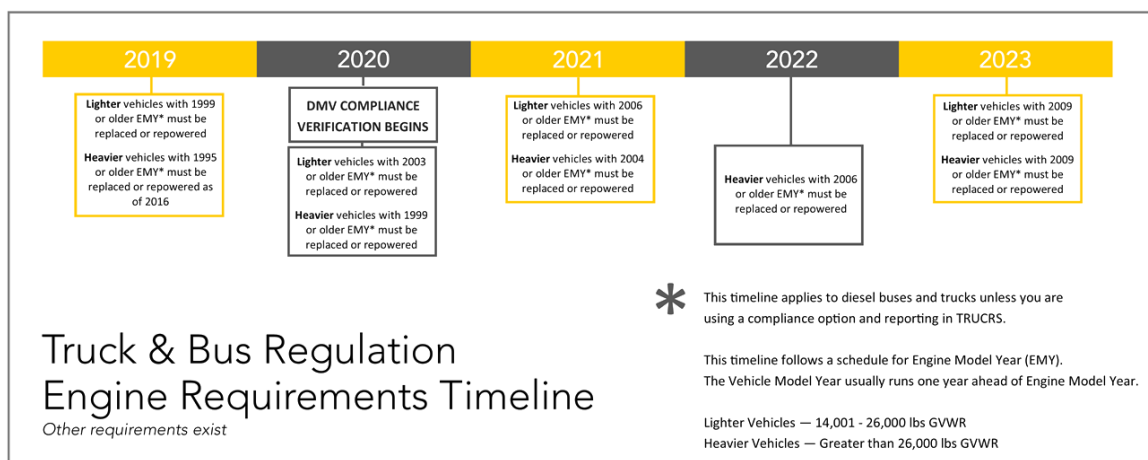 2019
2020
2021
2022
2023
Lighter vehicles with 1999
or older EMY* must be
replaced or repowered
Heavier vehicles with 1995
or older EMY* must be
replaced or repowered as
of 2016
DMV COMPLIANCE
VERIFICATION BEGINS
Lighter vehicles with 2003
or older EMY* must be
replaced or repowered
Heavier vehicles with 1999
or older EMY* must be
replaced or repowered
Lighter vehicles with 2006
or older EMY* must be
replaced or repowered
Heavier vehicles with 2004
or older EMY* must be
replaced or repowered
Heavier vehicles with 2006
or older EMY* must be
replaced or repowered
Lighter vehicles with 2009
or older EMY* must be
replaced or repowered
Heavier vehicles with 2009
or older EMY* must be
replaced or repowered
Truck & Bus Regulation
Engine Requirements Timeline
Other requirements exist
* This timeline applies to diesel buses and trucks unless you are
using a compliance option and reporting in TRUCRS.
This timeline follows a schedule for Engine Model Year (EMY).
The Vehicle Model Year usually runs one year ahead of Engine Model Year.
Lighter Vehicles — 14,001 - 26,000 lbs GVWR
Heavier Vehicles — Greater than 26,000 lbs GVWR